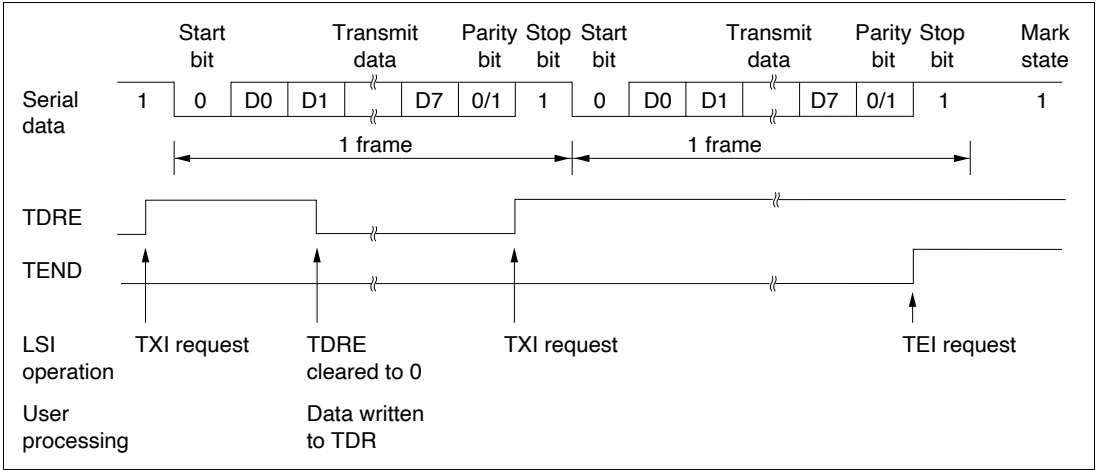 Start bit Transmit data Parity bit Stop bit Start bit Transmit data Parity bit Stop bit Mark state
Serial data 1 0 D0 D1 D7 0/1 1 0 D0 D1 D7 0/1 1 1
1 frame 1 frame
TDRE
TEND
LSI operation TXI request TDRE cleared to 0 TXI request TEI request
User processing Data written to TDR